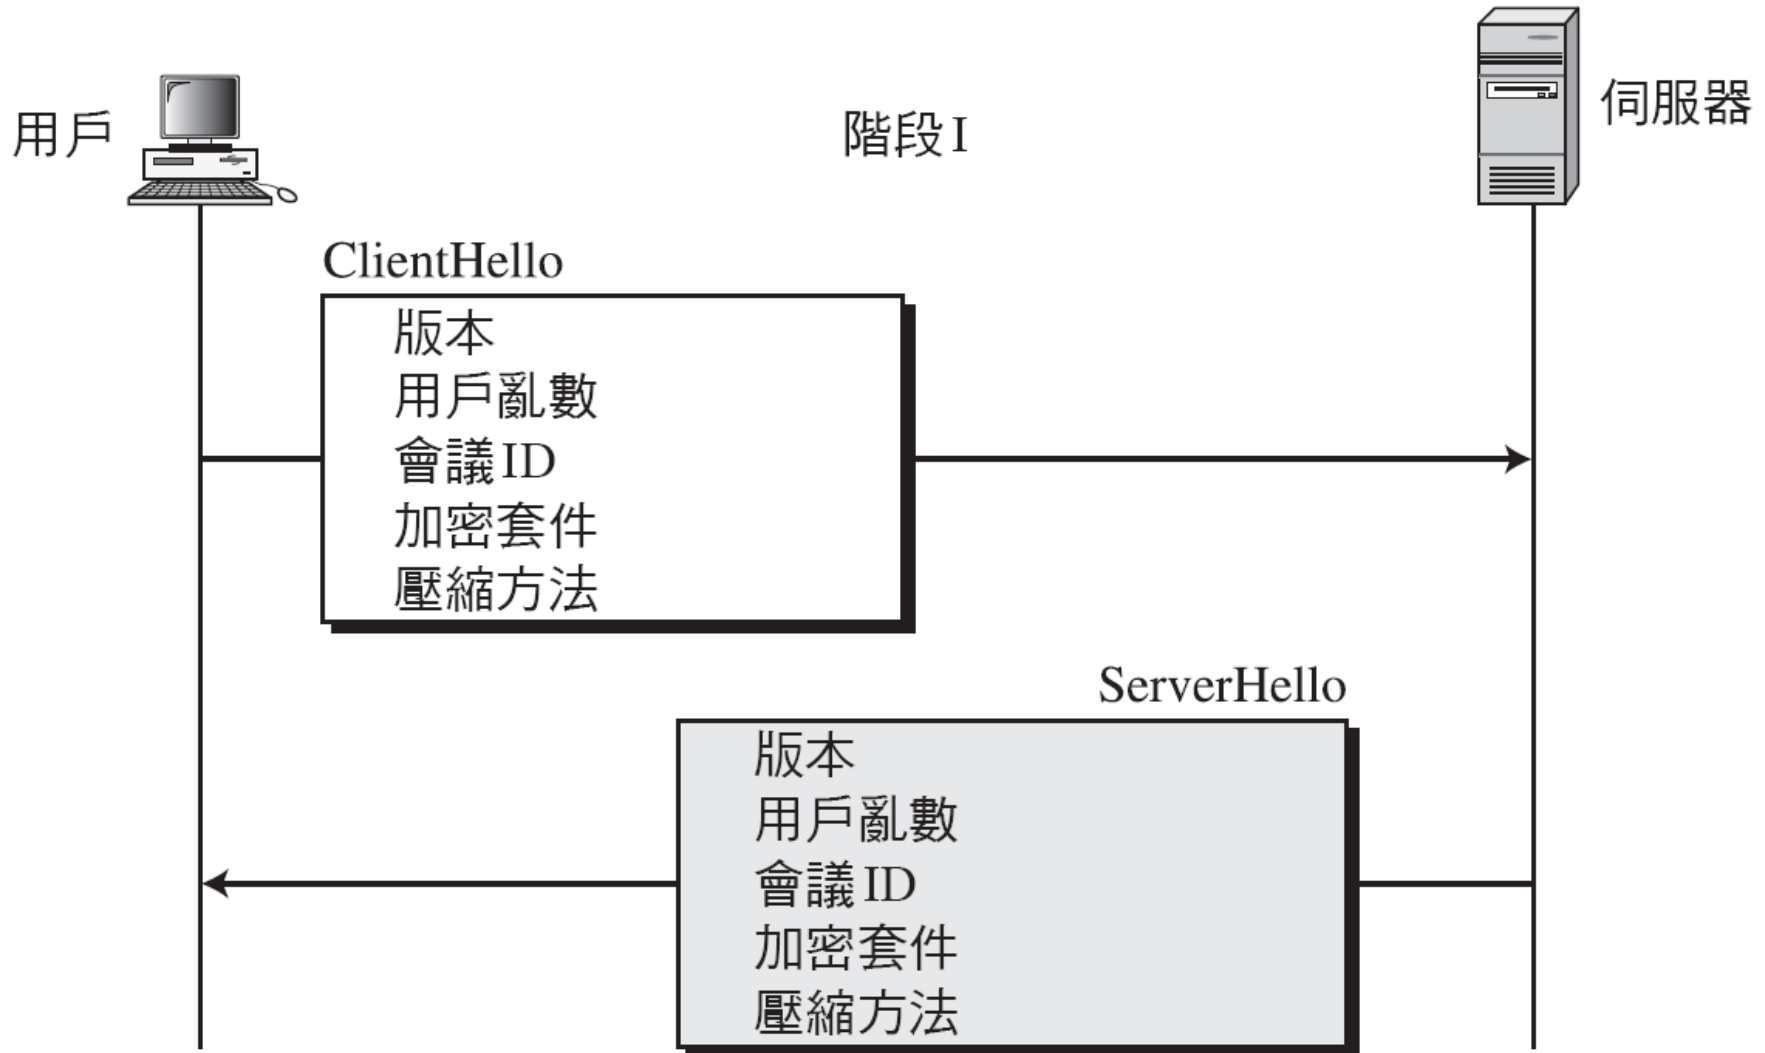 用戶
階段I
伺服器
ClientHello
版本
用戶亂數
會議ID
加密套件
壓縮方法
ServerHello
版本
用戶亂數
會議ID
加密套件
壓縮方法